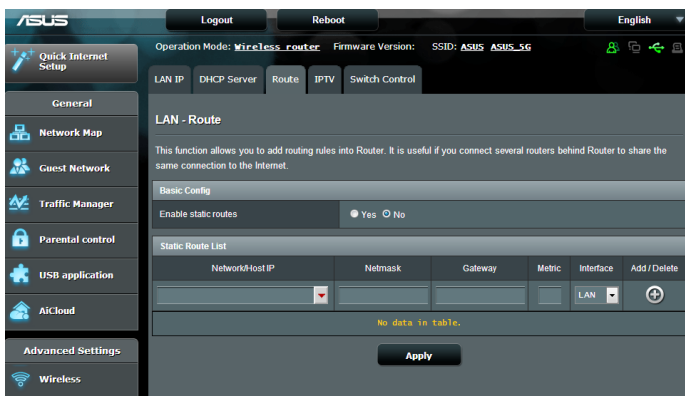 ASUS
Logout
Reboot
English
Quick Internet Setup
Operation Mode: Wireless router Firmware Version: SSID: ASUS ASUS_5G
LAN IP
DHCP Server
Route
IPTV
Switch Control
General
Network Map
Guest Network
Traffic Manager
Parental control
USB application
AiCloud
Advanced Settings
Wireless
LAN - Route
This function allows you to add routing rules into Router. It is useful if you connect several routers behind Router to share the
same connection to the Internet.
Basic Config
Enable static routes
Yes
No
Static Route List
Network/Host IP
Netmask
Gateway
Metric
Interface
Add / Delete
LAN
No data in table.
Apply